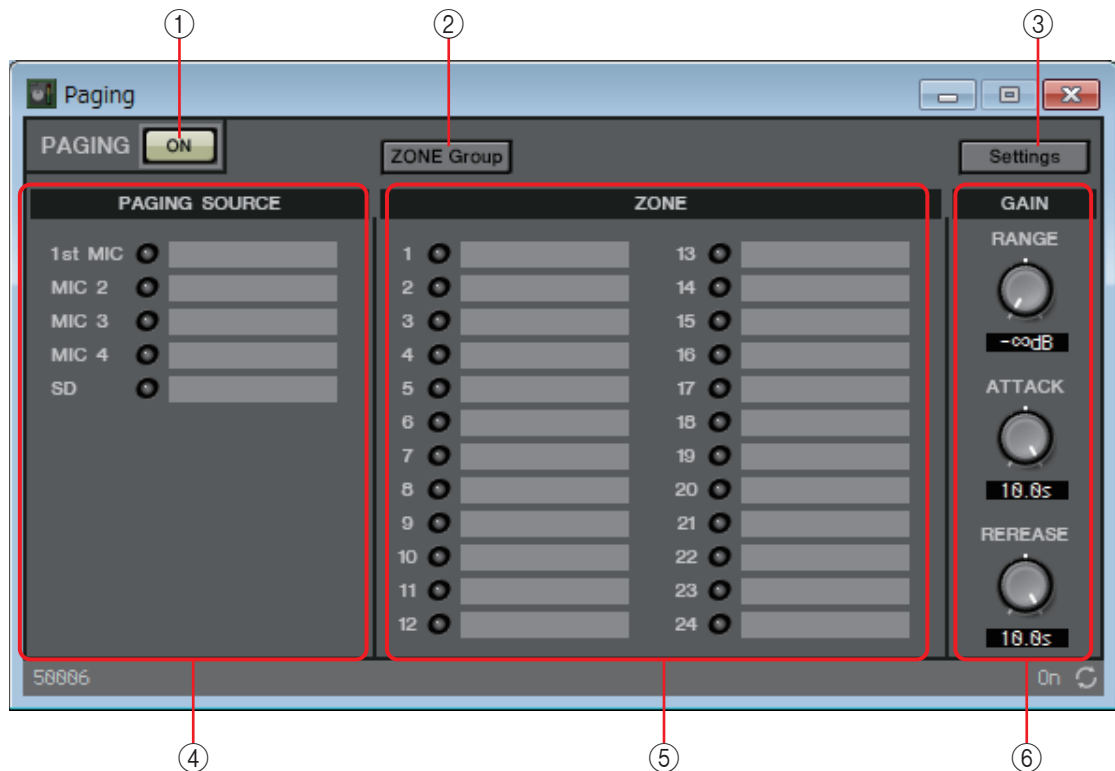 ① ② ③
Paging
PAGING ON ZONE Group Settings
PAGING SOURCE ZONE GAIN
1st MIC
MIC 2
MIC 3
MIC 4
SD
1
2
3
4
5
6
7
8
9
10
11
12
13
14
15
16
17
18
19
20
21
22
23
24
RANGE
-∞dB
ATTACK
10.0s
REREASE
10.0s
50006 On
④ ⑤ ⑥